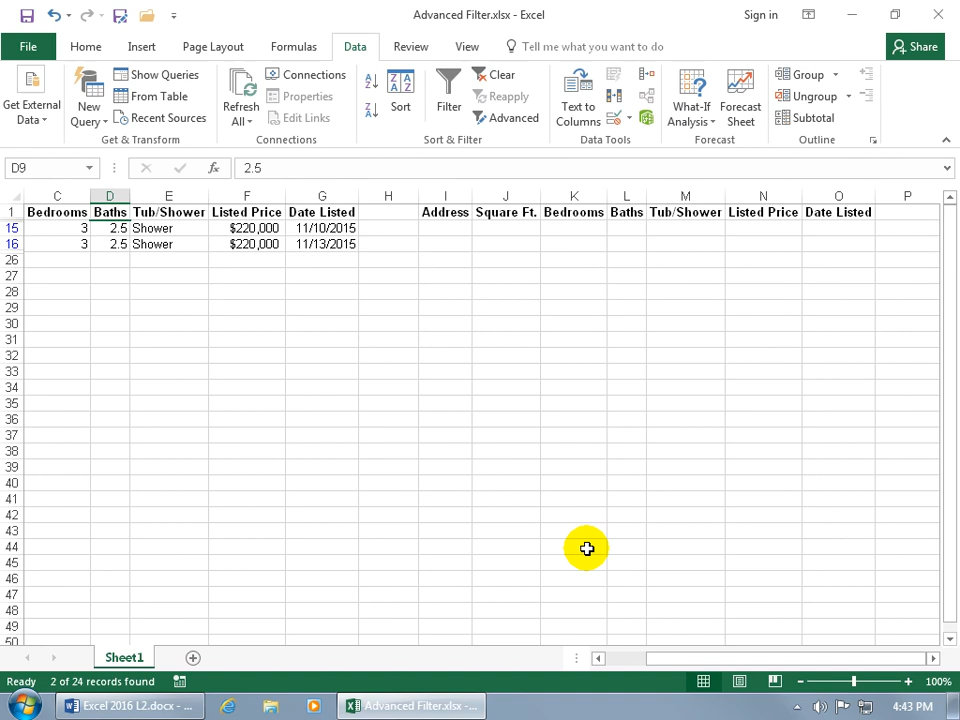 Advanced Filter.xlsx - Excel
Sign in
File Home Insert Page Layout Formulas Data Review View Tell me what you want to do Share
Get External Data
New Query
Show Queries
From Table
Recent Sources
Get & Transform
Refresh All
Connections
Properties
Edit Links
Connections
Sort
Filter
Clear
Reapply
Advanced
Sort & Filter
Text to Columns
Data Tools
What-If Analysis
Forecast Sheet
Forecast
Group
Ungroup
Subtotal
Outline
D9 fx 2.5
C D E F G H I J K L M N O P
1 Bedrooms Baths Tub/Shower Listed Price Date Listed Address Square Ft. Bedrooms Baths Tub/Shower Listed Price Date Listed
15 3 2.5 Shower $220,000 11/10/2015
16 3 2.5 Shower $220,000 11/13/2015
26
27
28
29
30
31
32
33
34
35
36
37
38
39
40
41
42
43
44
45
46
47
48
49
50
Sheet1
Ready 2 of 24 records found 100%
Excel 2016 L2.docx - ... Advanced Filter.xlsx -... 4:43 PM